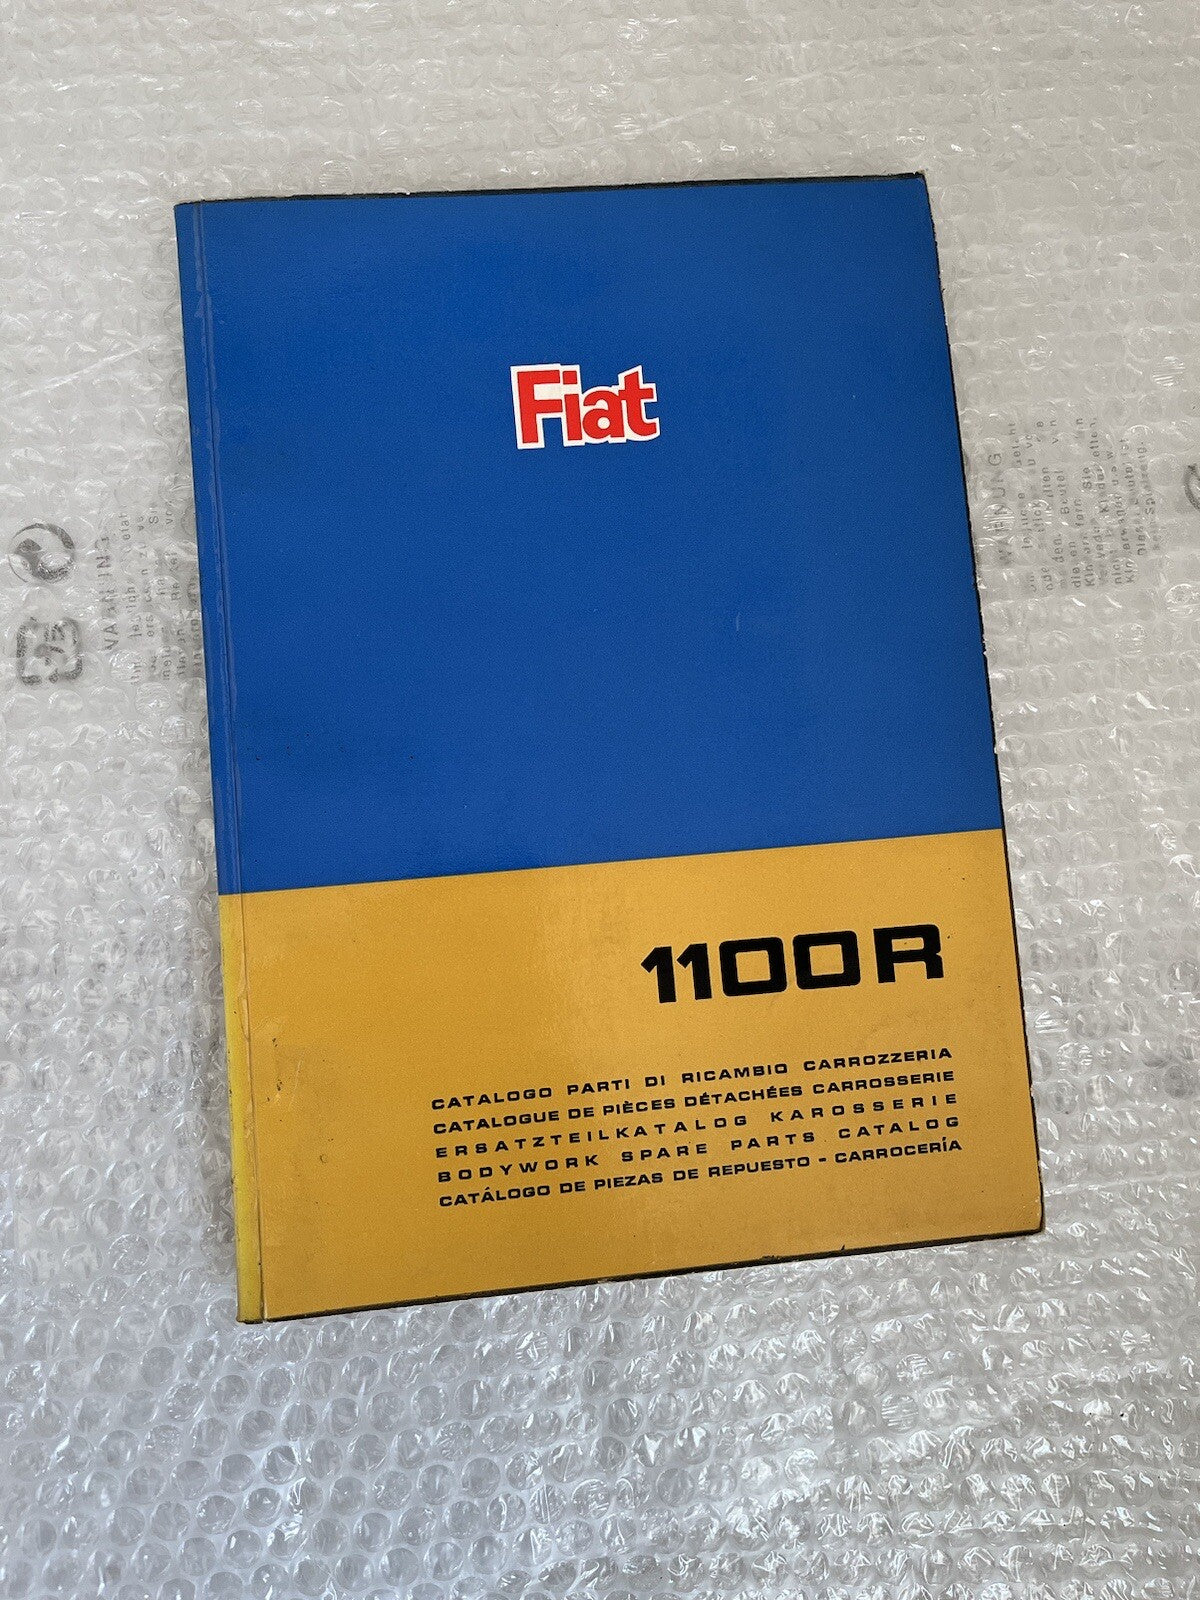 Fiat
1100R
CATALOGO PARTI DI RICAMBIO CARROZZERIA
CATALOGUE DE PIÈCES DÉTACHÉES CARROSSERIE
ERSATZTEILKATALOG KAROSSERIE
BODYWORK SPARE PARTS CATALOG
CATÁLOGO DE PIEZAS DE REPUESTO - CARROCERÍA
WARNUNG